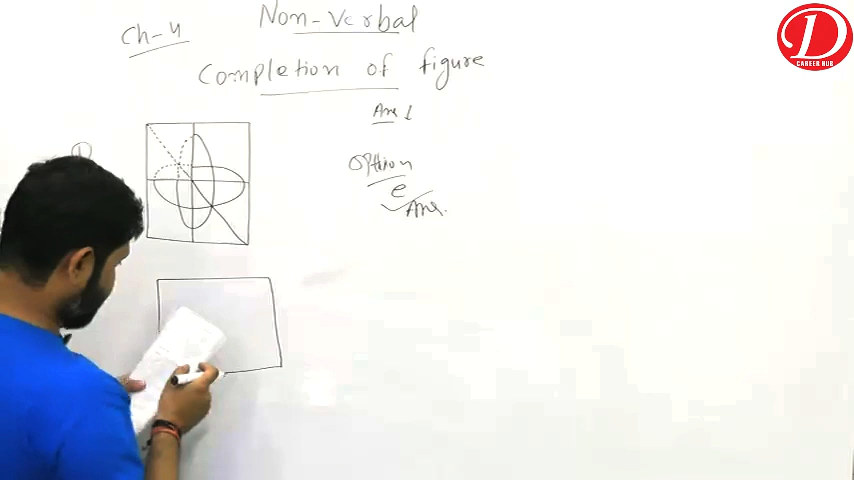 Ch-4
Non-Verbal
Completion of figure
Ans ↓
①
Option
e
Ans.
D
CAREER HUB